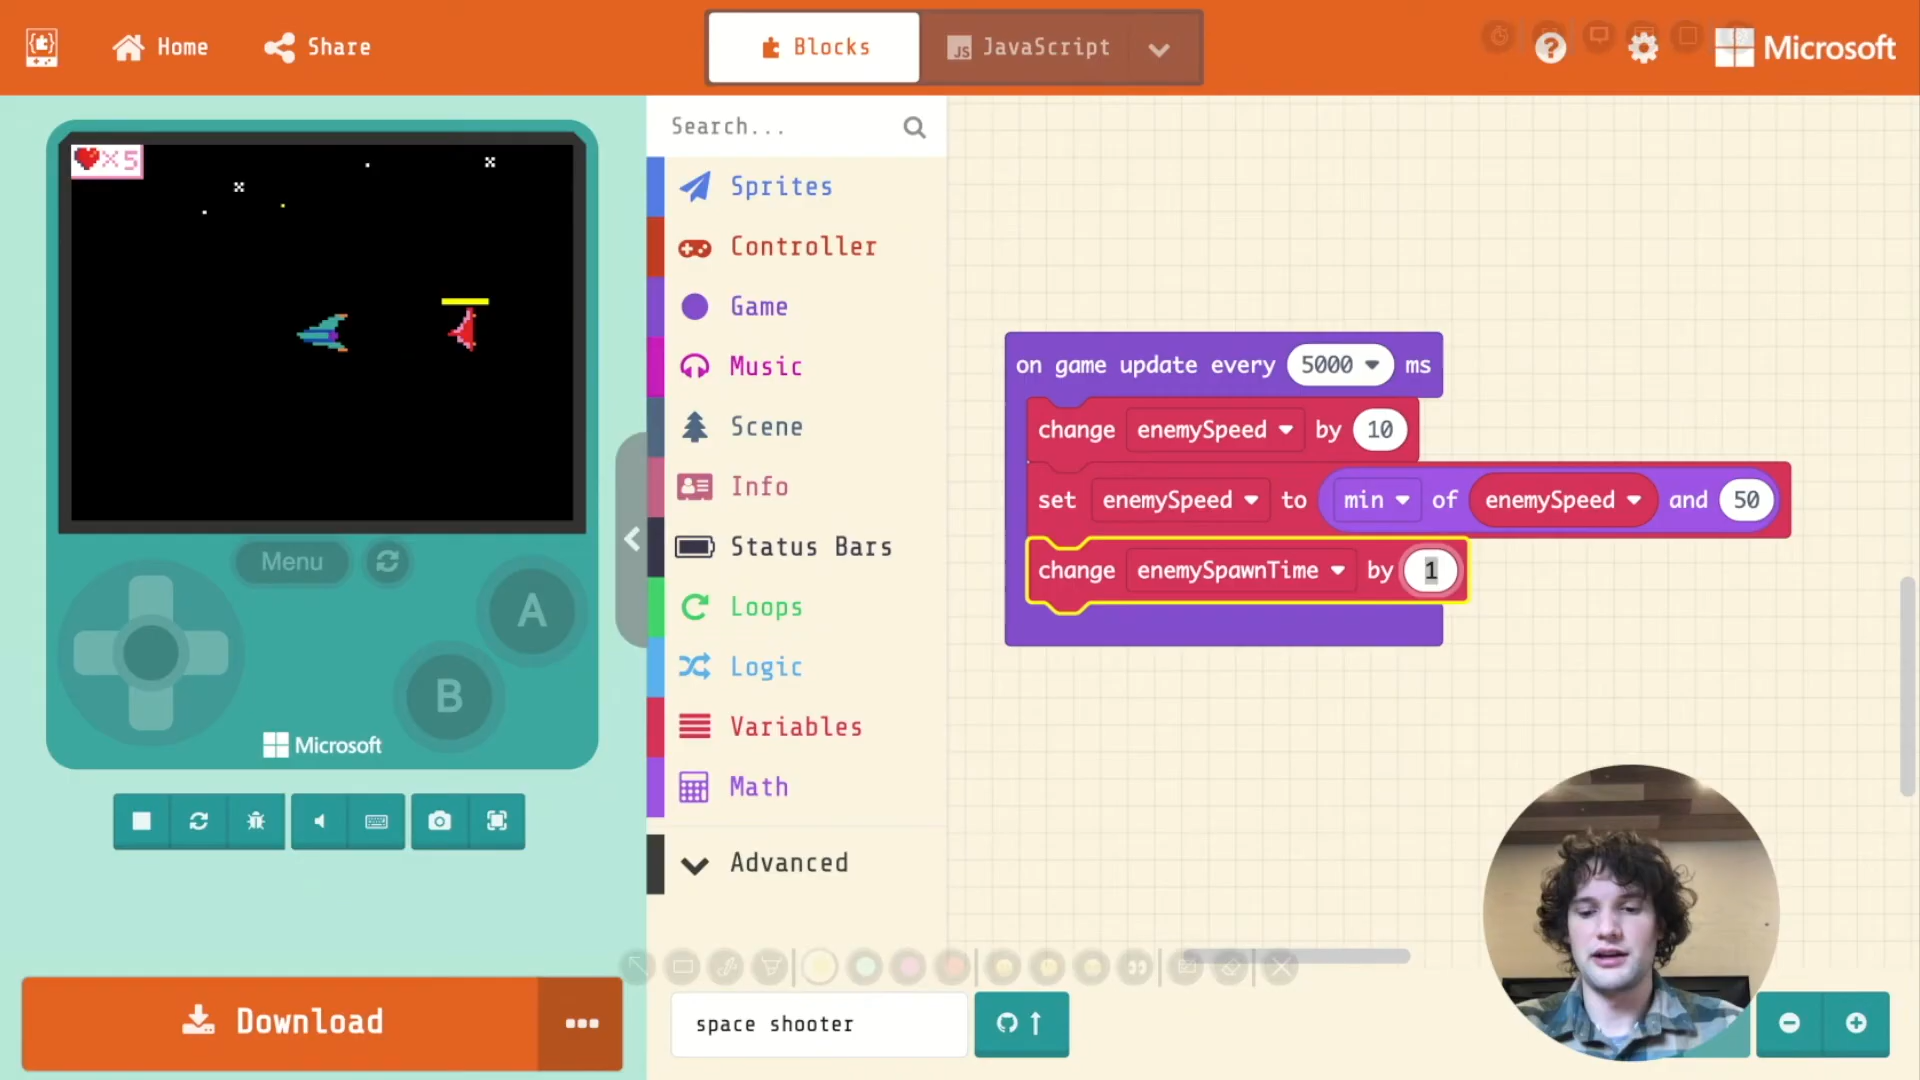 Home
Share
Blocks
JS JavaScript
Microsoft
×5
Menu
A
B
Microsoft
Download
Search...
Sprites
Controller
Game
Music
Scene
Info
Status Bars
Loops
Logic
Variables
Math
Advanced
on game update every 5000 ms
change enemySpeed by 10
set enemySpeed to min of enemySpeed and 50
change enemySpawnTime by 1
space shooter